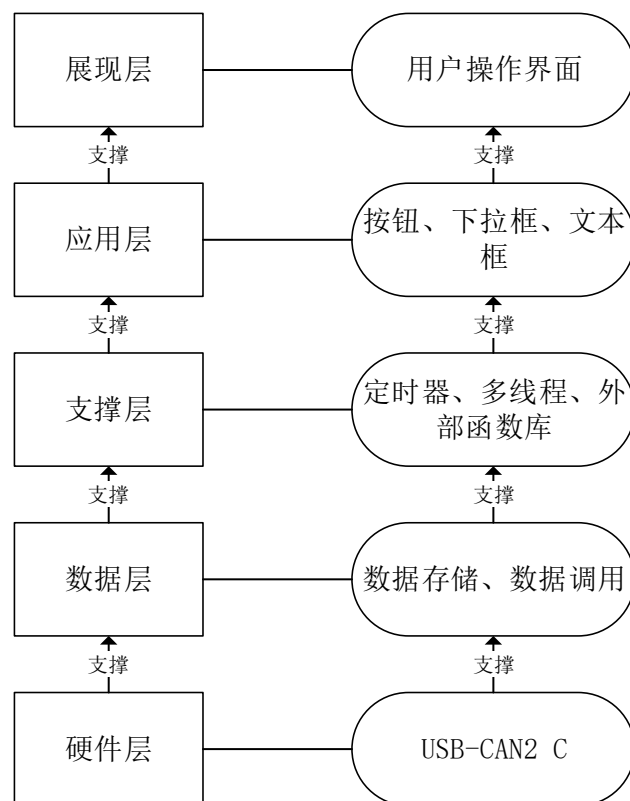 展现层
用户操作界面
支撑
支撑
应用层
按钮、下拉框、文本
框
支撑
支撑
支撑层
定时器、多线程、外
部函数库
支撑
支撑
数据层
数据存储、数据调用
支撑
支撑
硬件层
USB-CAN2 C